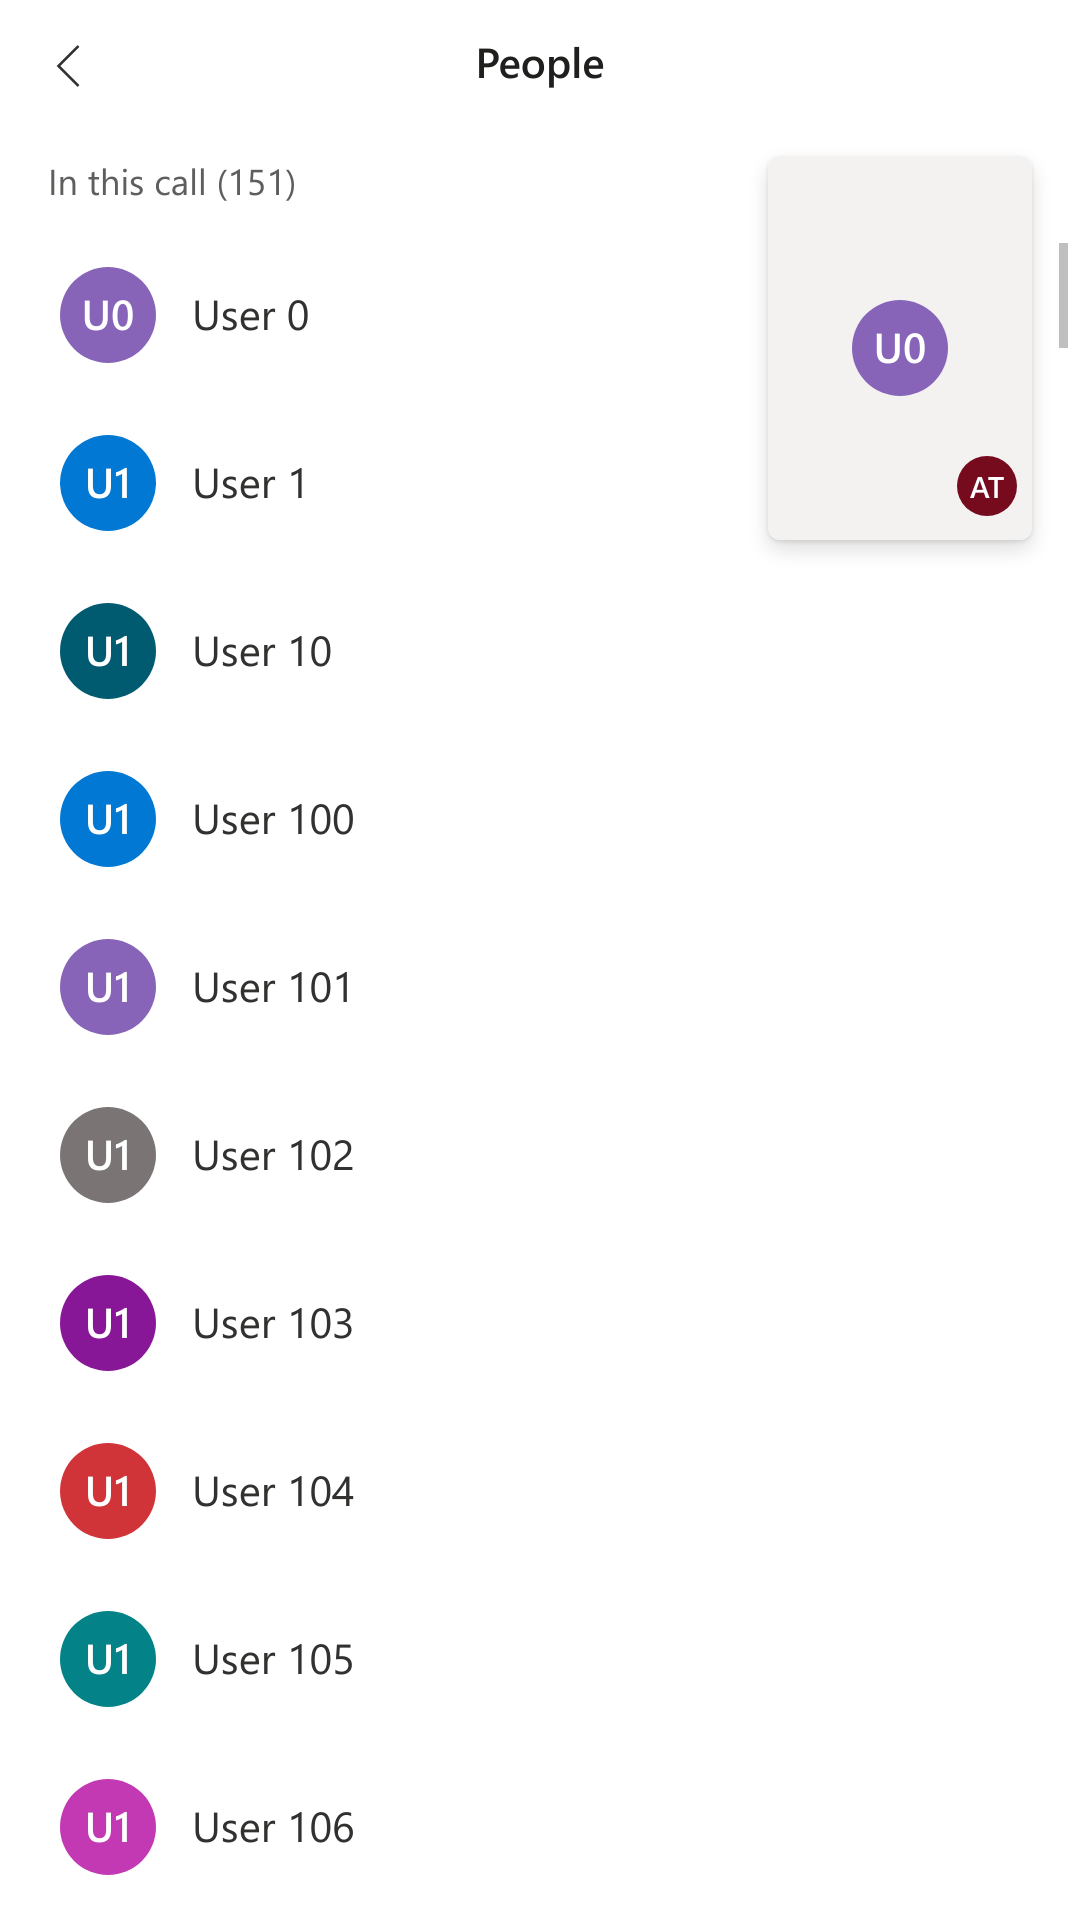 People
In this call (151)
U0 User 0
U0
AT
U1 User 1
U1 User 10
U1 User 100
U1 User 101
U1 User 102
U1 User 103
U1 User 104
U1 User 105
U1 User 106